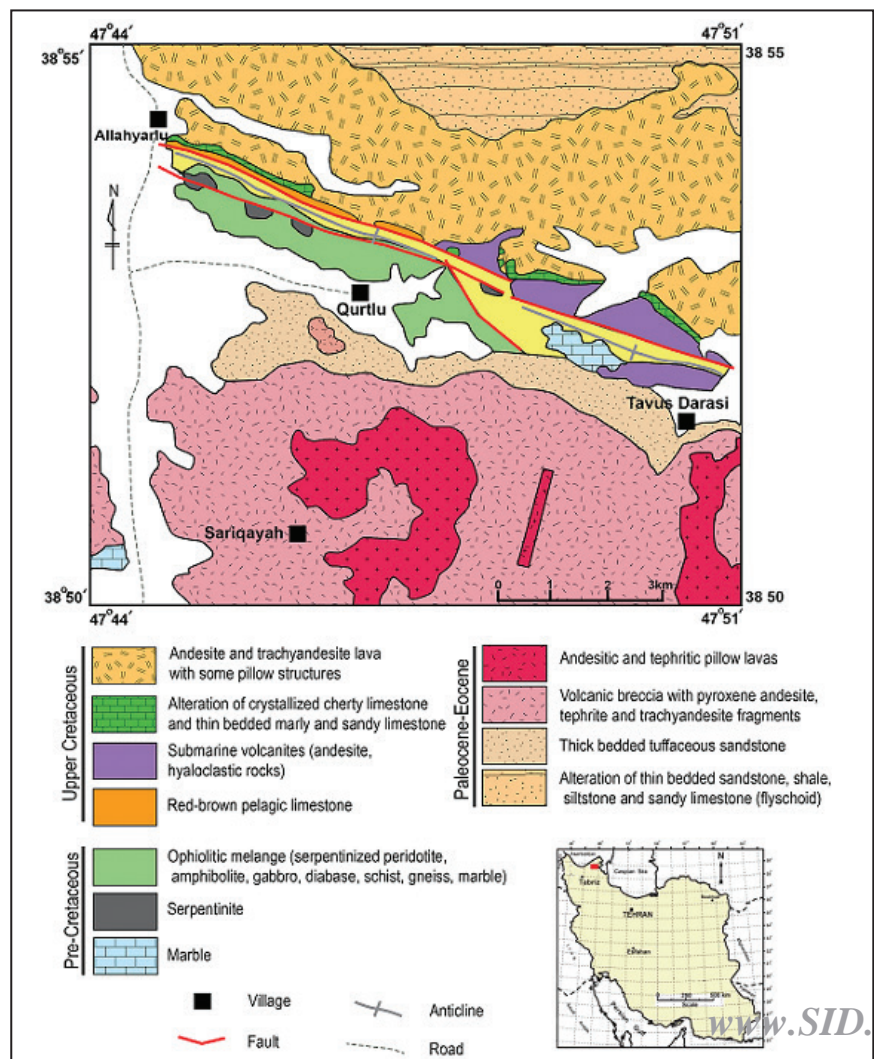 47°44'
47°51'
38°55'
38 55
Allahyarlu
N
Qurtlu
Tavus Darasi
Sariqayah
0 1 2 3km
38°50'
38 50
47°44'
47°51'
Upper Cretaceous
Andesite and trachyandesite lava
with some pillow structures
Alteration of crystallized cherty limestone
and thin bedded marly and sandy limestone
Submarine volcanites (andesite,
hyaloclastic rocks)
Red-brown pelagic limestone
Pre-Cretaceous
Ophiolitic melange (serpentinized peridotite,
amphibolite, gabbro, diabase, schist, gneiss, marble)
Serpentinite
Marble
Paleocene-Eocene
Andesitic and tephritic pillow lavas
Volcanic breccia with pyroxene andesite,
tephrite and trachyandesite fragments
Thick bedded tuffaceous sandstone
Alteration of thin bedded sandstone, shale,
siltstone and sandy limestone (flyschoid)
Village
Fault
Anticline
Road
Caspian Sea
N
Tabriz
TEHRAN
Esfahan
Scale
www.SID.